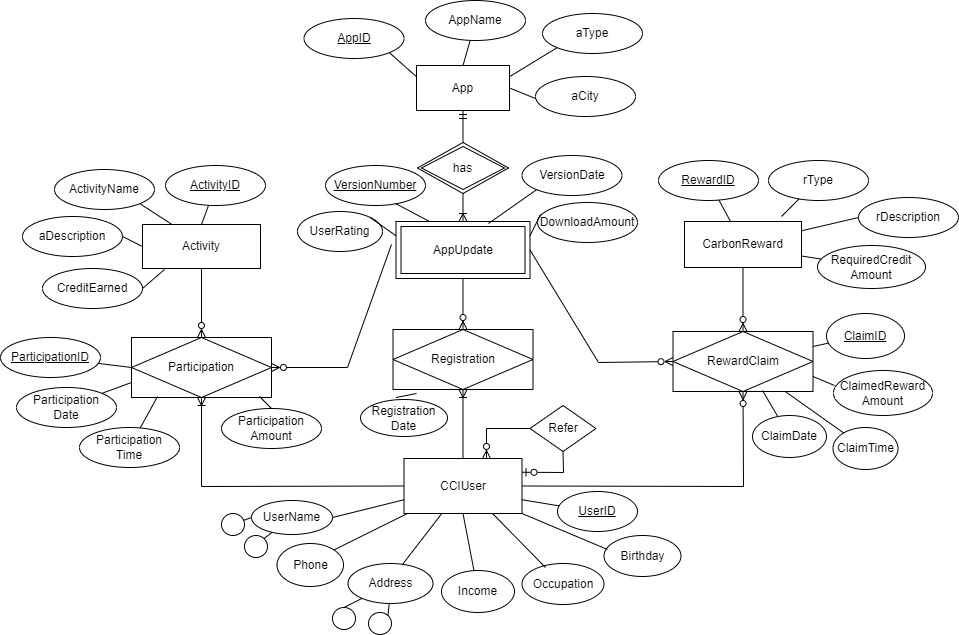 AppName
AppID
aType
App
aCity
has
ActivityName
ActivityID
VersionNumber
VersionDate
RewardID
rType
aDescription
Activity
UserRating
AppUpdate
DownloadAmount
CarbonReward
rDescription
CreditEarned
RequiredCredit
Amount
ParticipationID
Participation
Registration
RewardClaim
ClaimID
Participation
Date
Participation
Time
Participation
Amount
Registration
Date
ClaimedReward
Amount
Refer
ClaimDate
ClaimTime
CCIUser
UserName
UserID
Phone
Birthday
Address
Income
Occupation